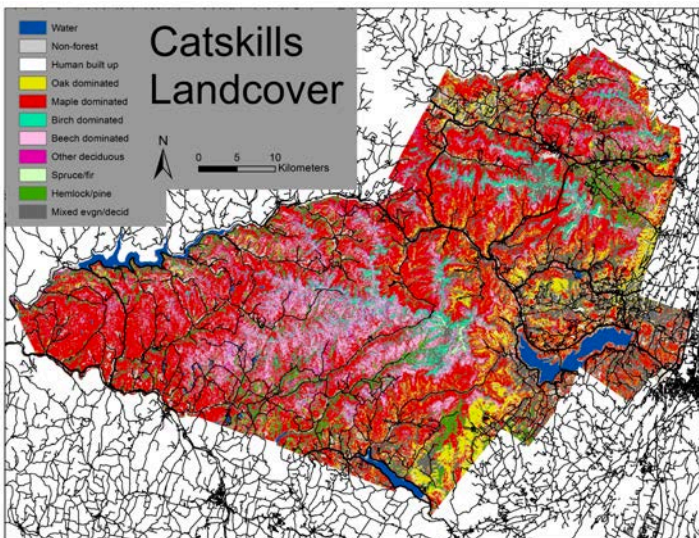 Catskills
Landcover
Water
Non-forest
Human built up
Oak dominated
Maple dominated
Birch dominated
Beech dominated
Other deciduous
Spruce/fir
Hemlock/pine
Mixed evgn/decid
N
0 5 10
Kilometers